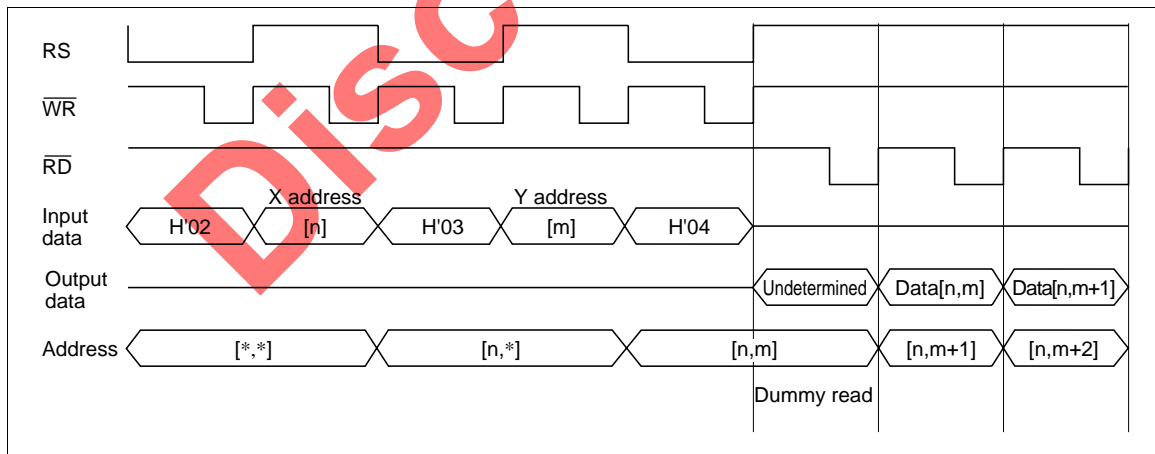 RS
WR
RD
X address
Y address
Input data
H'02
[n]
H'03
[m]
H'04
Output data
Undetermined
Data[n,m]
Data[n,m+1]
Address
[*,*]
[n,*]
[n,m]
[n,m+1]
[n,m+2]
Dummy read
Disc